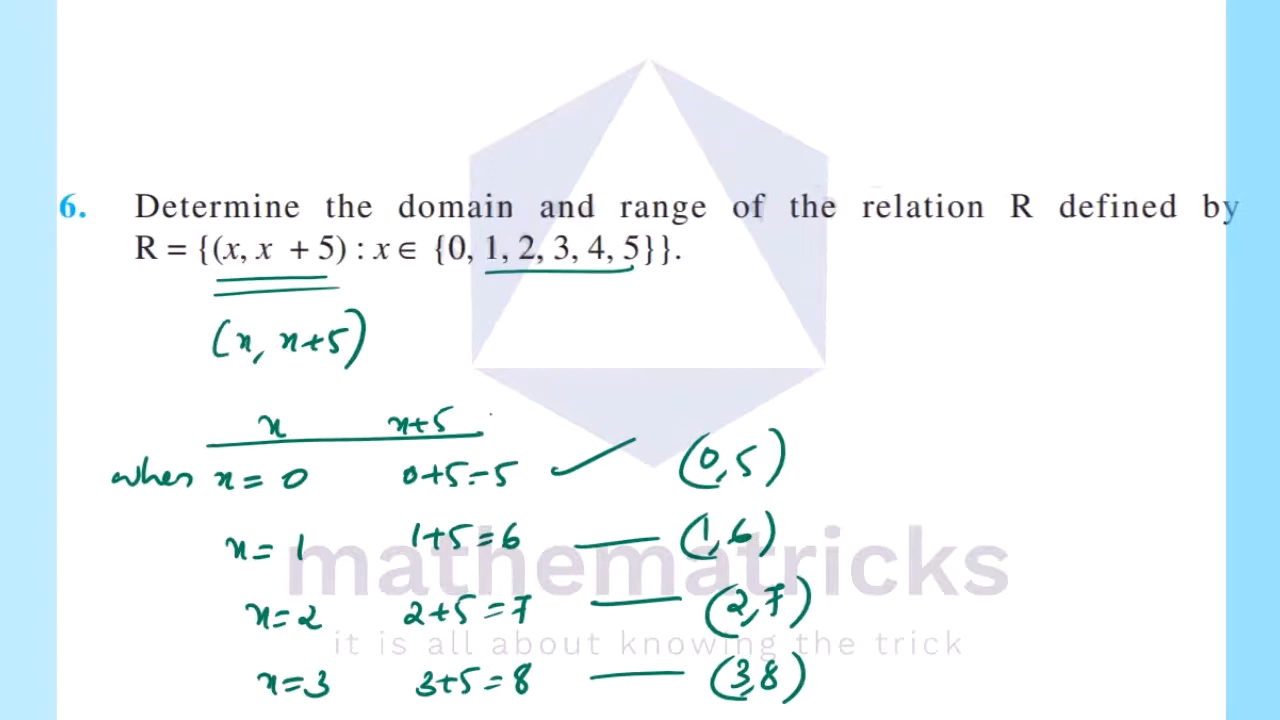 6. Determine the domain and range of the relation R defined by
R = {(x, x + 5) : x ∈ {0, 1, 2, 3, 4, 5}}.
(x, x+5)
x x+5
when x = 0 0+5=5 (0,5)
x = 1 1+5=6 (1,6)
mathematricks
x=2 2+5=7 (2,7)
it is all about knowing the trick
x=3 3+5=8 (3,8)